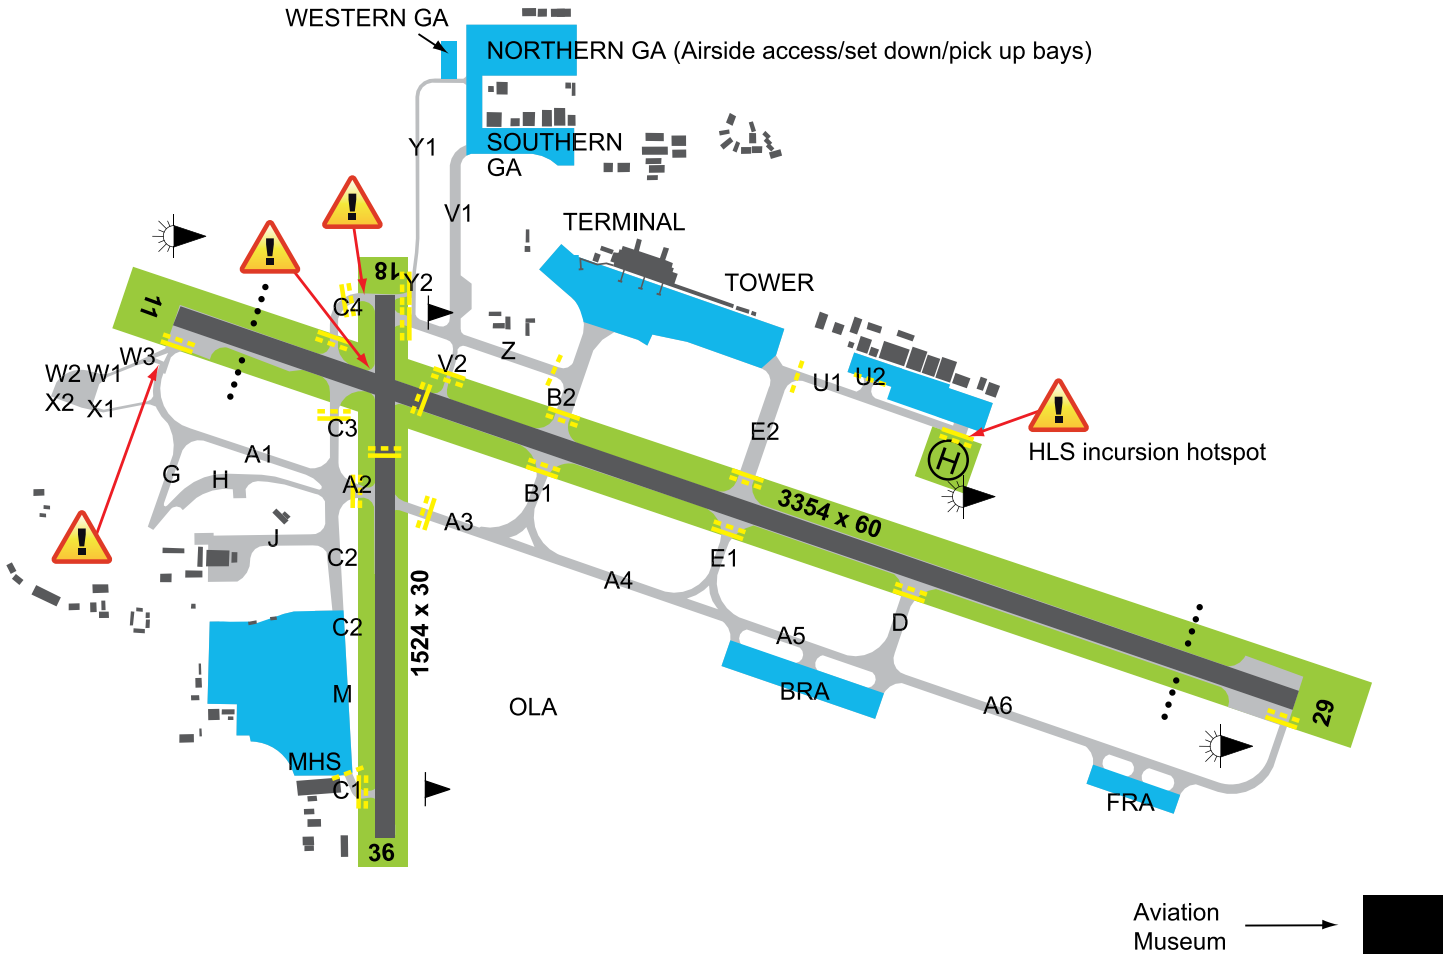 WESTERN GA
NORTHERN GA (Airside access/set down/pick up bays)
Y1
SOUTHERN
GA
V1
TERMINAL
!
!
18
Y2
TOWER
11
C4
W3
V2
Z
W2 W1
U1
U2
X2
X1
B2
C3
E2
A1
HLS incursion hotspot
!
H
G
H
A2
B1
3354 x 60
A3
!
J
C2
E1
A4
1524 x 30
C2
D
A5
M
BRA
OLA
A6
29
MHS
C1
FRA
36
Aviation
Museum